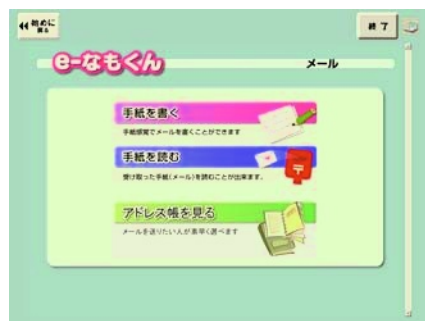 始めに
戻る
終了
e-なもくん
メール
手紙を書く
手紙感覚でメールを書くことができます
手紙を読む
受け取った手紙(メール)を読むことが出来ます。
アドレス帳を見る
メールを送りたい人が素早く選べます